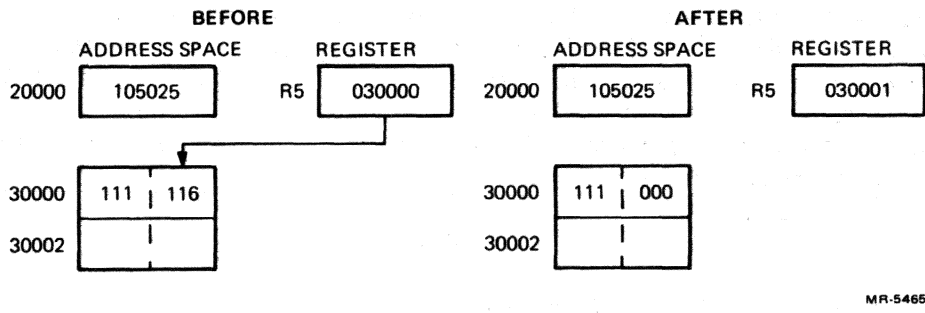 BEFORE AFTER
ADDRESS SPACE REGISTER ADDRESS SPACE REGISTER
20000 105025 R5 030000 20000 105025 R5 030001
30000 111 116 30000 111 000
30002 30002
MR-5465